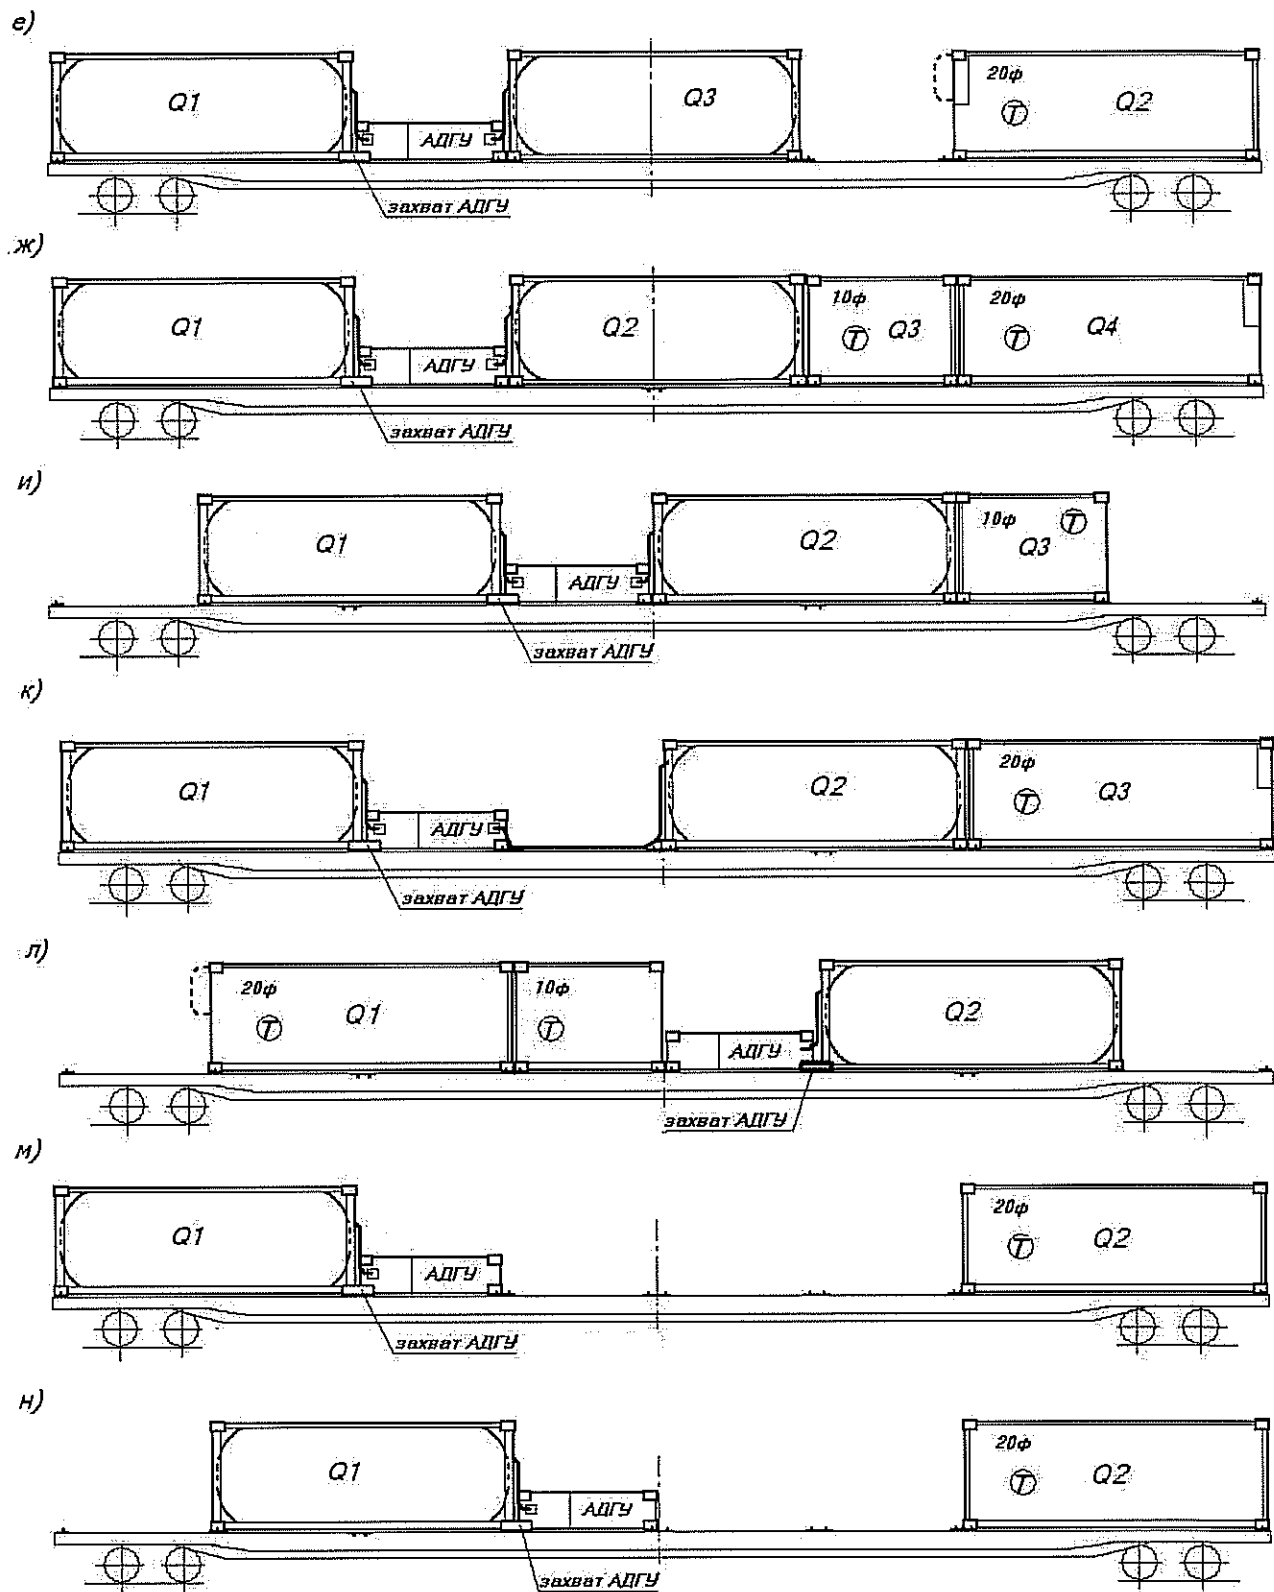 е)
Q1
АДГУ
Q3
20ф
Т
Q2
захват АДГУ
ж)
Q1
АДГУ
Q2
10ф
Т
Q3
20ф
Т
Q4
захват АДГУ
и)
Q1
АДГУ
Q2
10ф
Т
Q3
захват АДГУ
к)
Q1
АДГУ
Q2
20ф
Т
Q3
захват АДГУ
л)
20ф
Т
Q1
10ф
Т
АДГУ
Q2
захват АДГУ
м)
Q1
АДГУ
20ф
Т
Q2
захват АДГУ
н)
Q1
АДГУ
20ф
Т
Q2
захват АДГУ